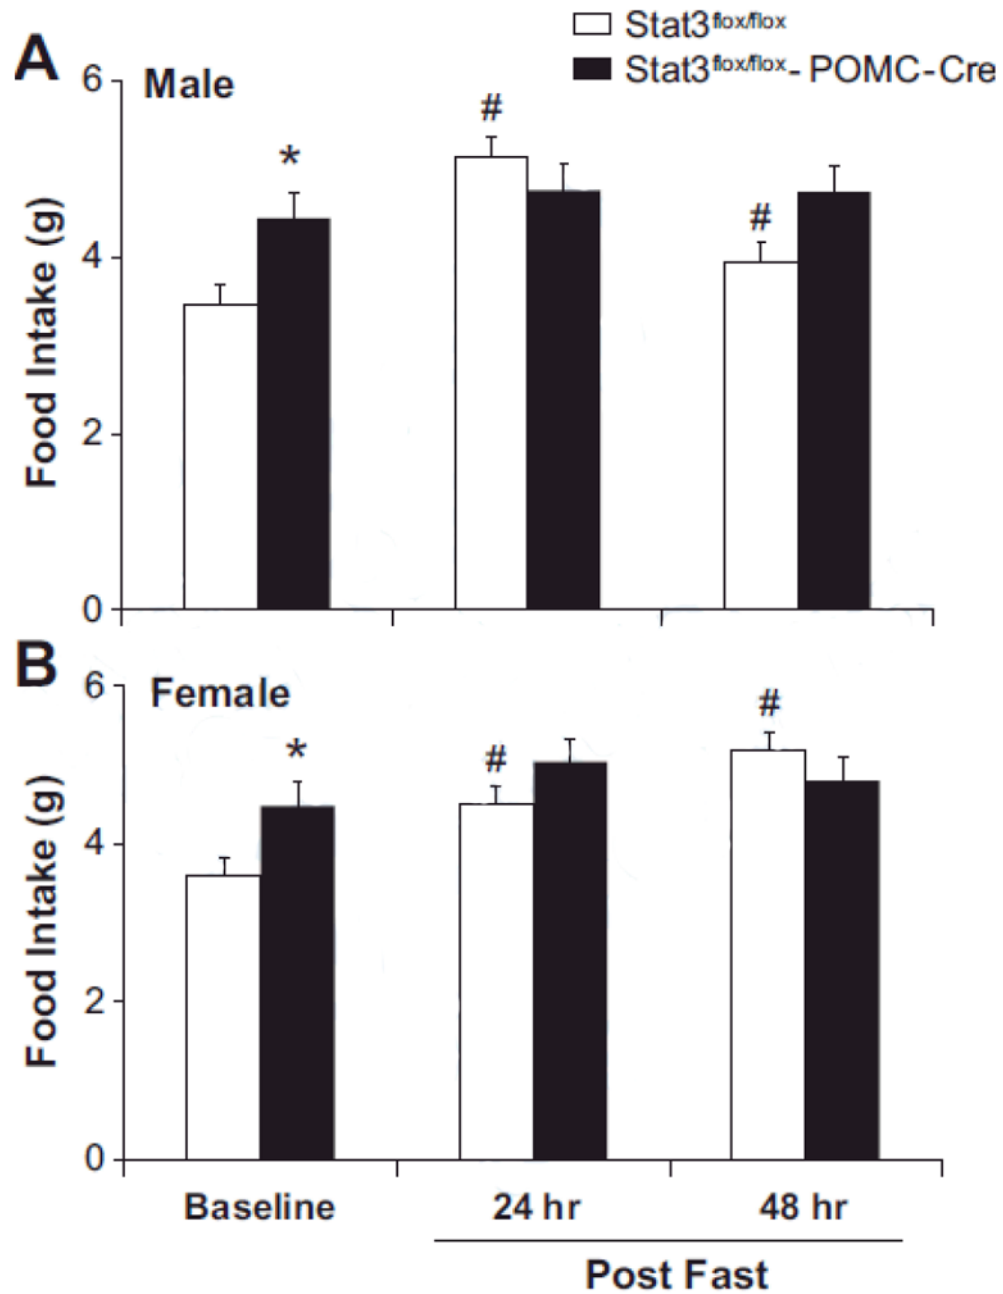 Stat3flox/flox
Stat3flox/flox - POMC-Cre
A
Male
Food Intake (g)
6
4
2
0
*
#
#
B
Female
Food Intake (g)
6
4
2
0
*
#
#
Baseline
24 hr
48 hr
Post Fast